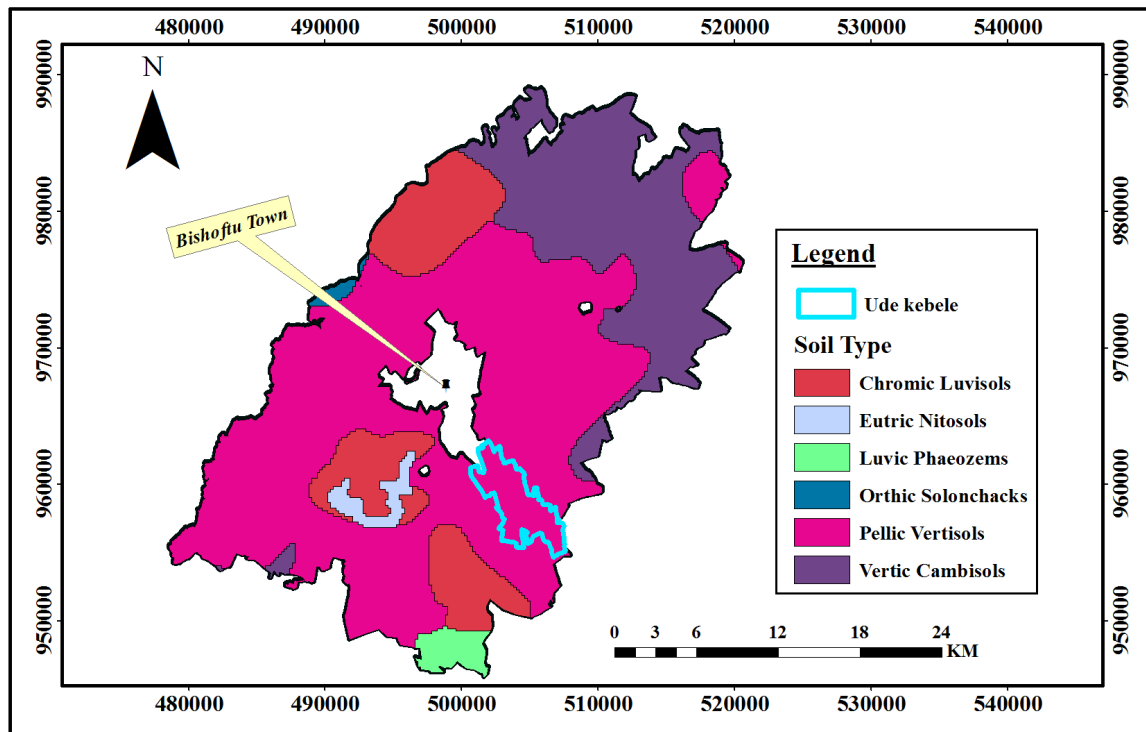 480000 490000 500000 510000 520000 530000 540000
990000
980000
970000
960000
950000
N
Bishoftu Town
Legend
Ude kebele
Soil Type
Chromic Luvisols
Eutric Nitosols
Luvic Phaeozems
Orthic Solonchacks
Pellic Vertisols
Vertic Cambisols
0 3 6 12 18 24
KM
990000
980000
970000
960000
950000
480000 490000 500000 510000 520000 530000 540000